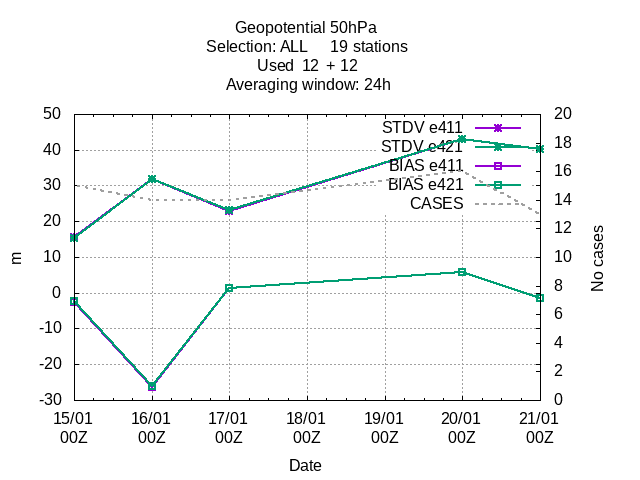 Geopotential 50hPa
Selection: ALL 19 stations
Used 12 + 12
Averaging window: 24h
50 20
40 18
30 16
20 14
10 12
0 10
-10 8
-20 6
-30 4
2
0
STDV e411
STDV e421
BIAS e411
BIAS e421
CASES
m
No cases
15/01 16/01 17/01 18/01 19/01 20/01 21/01
00Z 00Z 00Z 00Z 00Z 00Z 00Z
Date